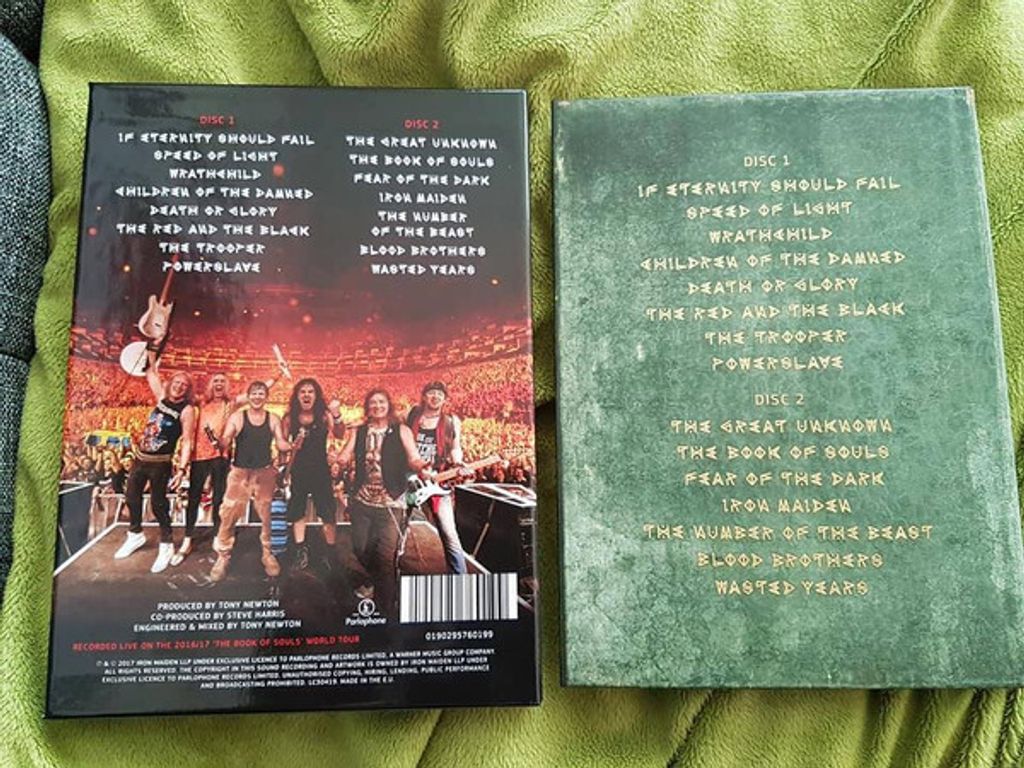 DISC 1
IF ETERNITY SHOULD FAIL
SPEED OF LIGHT
WRATHCHILD
CHILDREN OF THE DAMNED
DEATH OR GLORY
THE RED AND THE BLACK
THE TROOPER
POWERSLAVE
DISC 2
THE GREAT UNKNOWN
THE BOOK OF SOULS
FEAR OF THE DARK
IRON MAIDEN
THE NUMBER
OF THE BEAST
BLOOD BROTHERS
WASTED YEARS
PRODUCED BY TONY NEWTON
CO-PRODUCED BY STEVE HARRIS
ENGINEERED & MIXED BY TONY NEWTON
Parlophone
0190295760199
RECORDED LIVE ON THE 2016/17 'THE BOOK OF SOULS' WORLD TOUR
℗ & © 2017 IRON MAIDEN LLP UNDER EXCLUSIVE LICENCE TO PARLOPHONE RECORDS LIMITED, A WARNER MUSIC GROUP COMPANY.
ALL RIGHTS RESERVED. THE COPYRIGHT IN THIS SOUND RECORDING AND ARTWORK IS OWNED BY IRON MAIDEN LLP UNDER
EXCLUSIVE LICENCE TO PARLOPHONE RECORDS LIMITED. UNAUTHORISED COPYING, HIRING, LENDING, PUBLIC PERFORMANCE
AND BROADCASTING PROHIBITED. LC30419. MADE IN THE E.U.
DISC 1
IF ETERNITY SHOULD FAIL
SPEED OF LIGHT
WRATHCHILD
CHILDREN OF THE DAMNED
DEATH OR GLORY
THE RED AND THE BLACK
THE TROOPER
POWERSLAVE
DISC 2
THE GREAT UNKNOWN
THE BOOK OF SOULS
FEAR OF THE DARK
IRON MAIDEN
THE NUMBER OF THE BEAST
BLOOD BROTHERS
WASTED YEARS